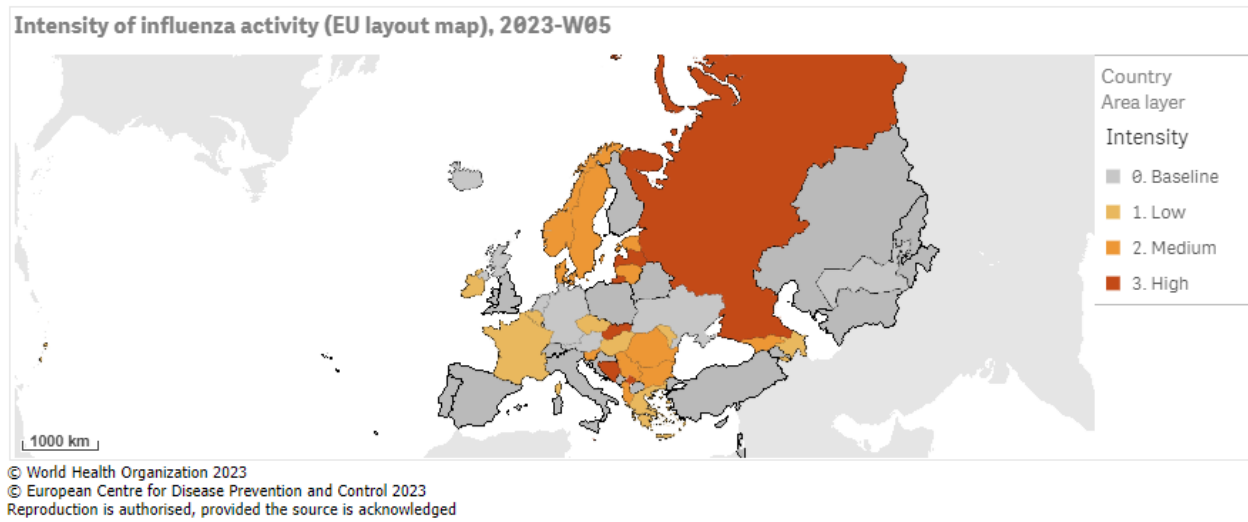 Intensity of influenza activity (EU layout map), 2023-W05
Country
Area layer
Intensity
0. Baseline
1. Low
2. Medium
3. High
1000 km
© World Health Organization 2023
© European Centre for Disease Prevention and Control 2023
Reproduction is authorised, provided the source is acknowledged